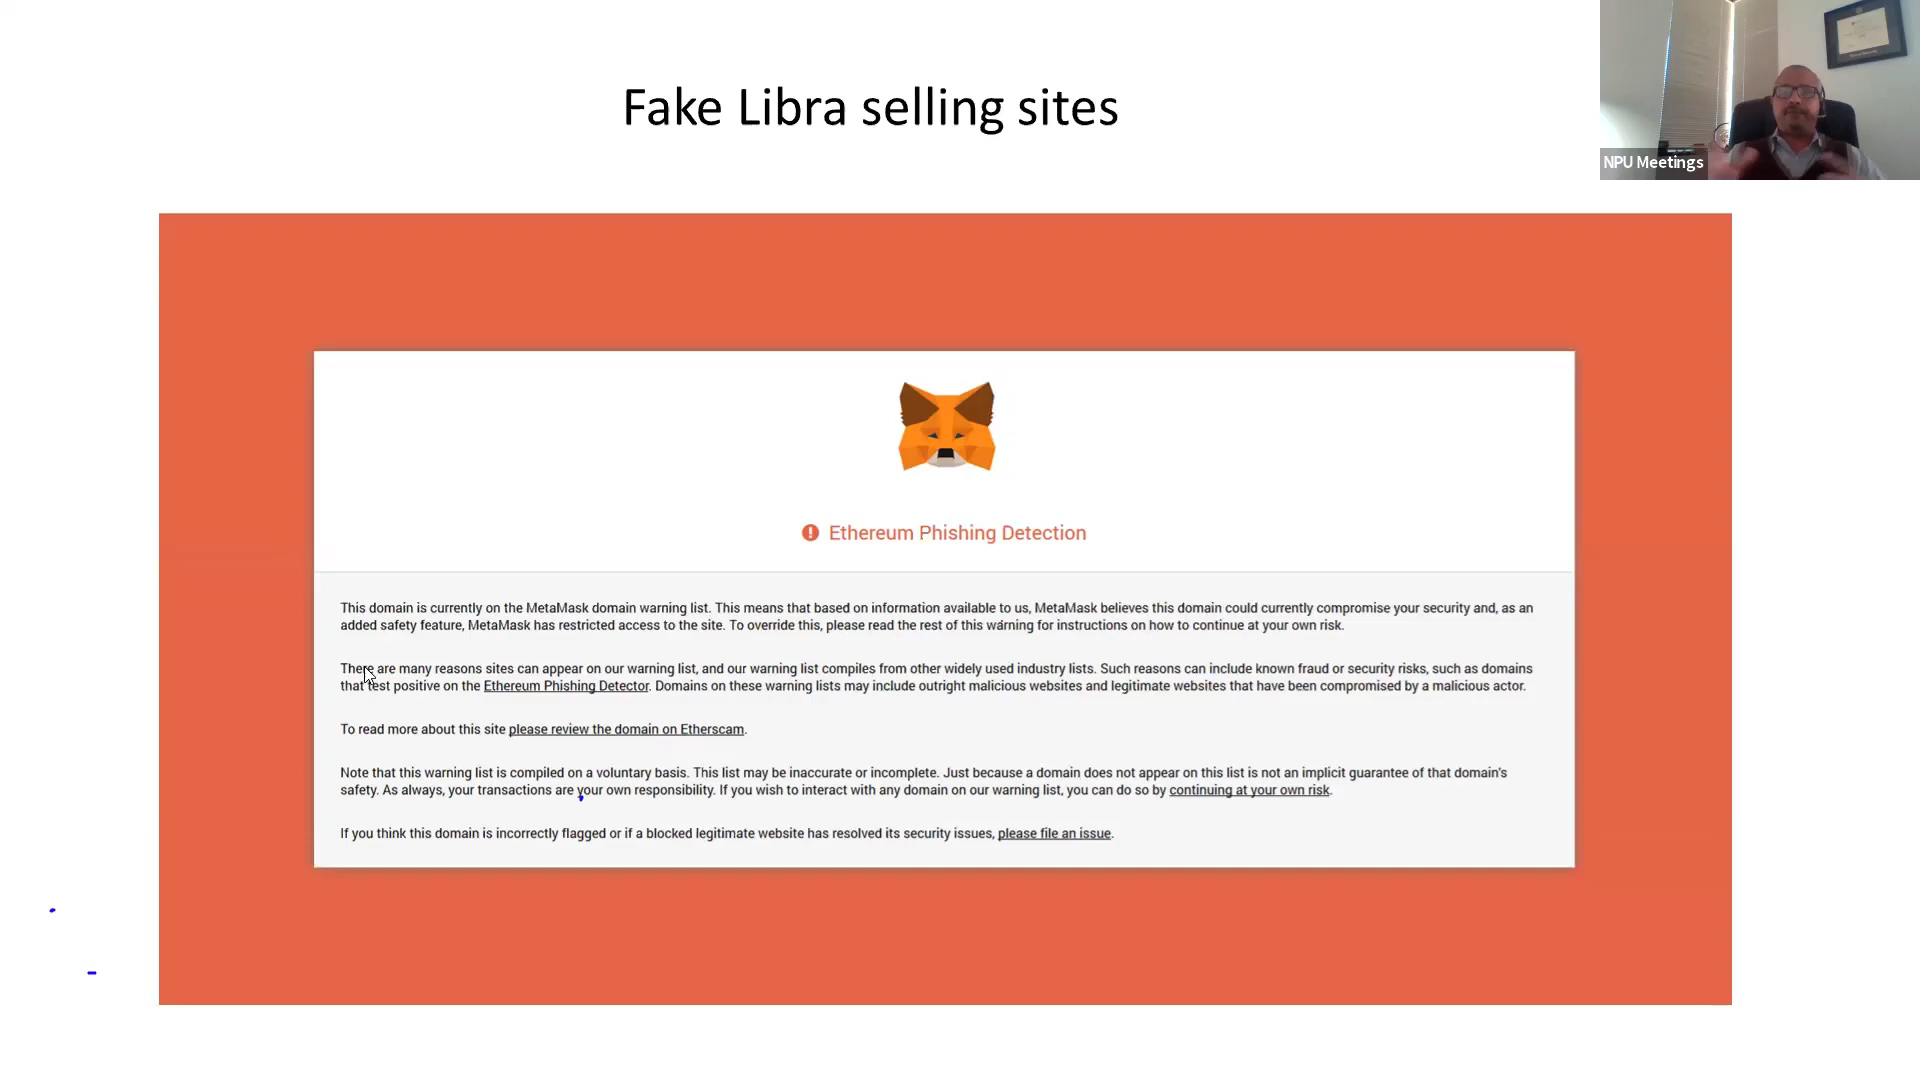 Fake Libra selling sites
NPU Meetings
Ethereum Phishing Detection
This domain is currently on the MetaMask domain warning list. This means that based on information available to us, MetaMask believes this domain could currently compromise your security and, as an
added safety feature, MetaMask has restricted access to the site. To override this, please read the rest of this warning for instructions on how to continue at your own risk.
There are many reasons sites can appear on our warning list, and our warning list compiles from other widely used industry lists. Such reasons can include known fraud or security risks, such as domains
that test positive on the Ethereum Phishing Detector. Domains on these warning lists may include outright malicious websites and legitimate websites that have been compromised by a malicious actor.
To read more about this site please review the domain on Etherscam.
Note that this warning list is compiled on a voluntary basis. This list may be inaccurate or incomplete. Just because a domain does not appear on this list is not an implicit guarantee of that domain's
safety. As always, your transactions are your own responsibility. If you wish to interact with any domain on our warning list, you can do so by continuing at your own risk.
If you think this domain is incorrectly flagged or if a blocked legitimate website has resolved its security issues, please file an issue.